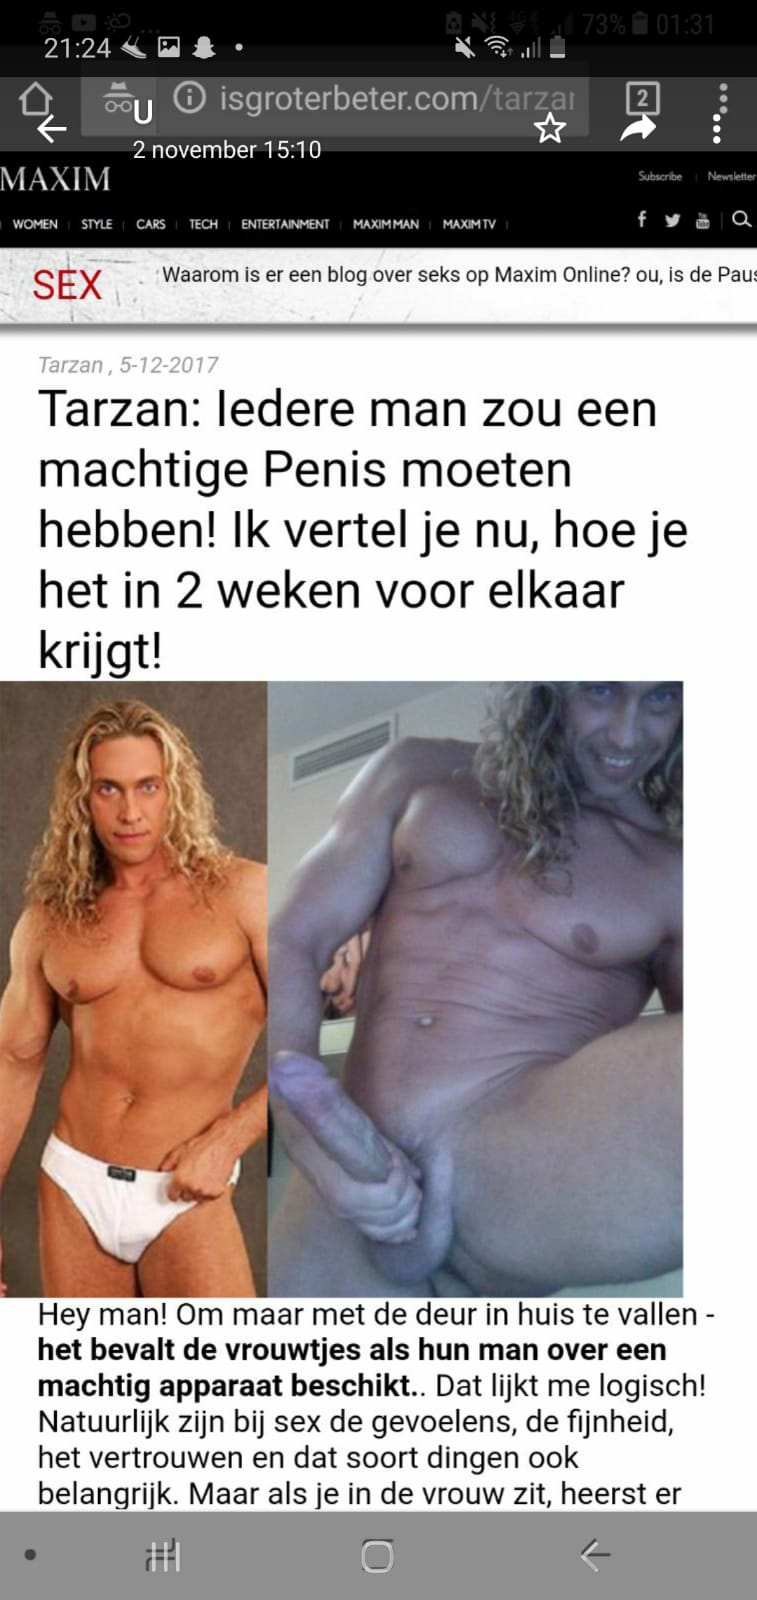 73% 01:31
21:24
isgroterbeter.com/tarzar
2
U
2 november 15:10
MAXIM
Subscribe Newsletter
WOMEN STYLE CARS TECH ENTERTAINMENT MAXIM MAN MAXIM TV
SEX
Waarom is er een blog over seks op Maxim Online? ou, is de Paus
Tarzan , 5-12-2017
Tarzan: Iedere man zou een
machtige Penis moeten
hebben! Ik vertel je nu, hoe je
het in 2 weken voor elkaar
krijgt!
Hey man! Om maar met de deur in huis te vallen -
het bevalt de vrouwtjes als hun man over een
machtig apparaat beschikt.. Dat lijkt me logisch!
Natuurlijk zijn bij sex de gevoelens, de fijnheid,
het vertrouwen en dat soort dingen ook
belangrijk. Maar als je in de vrouw zit, heerst er